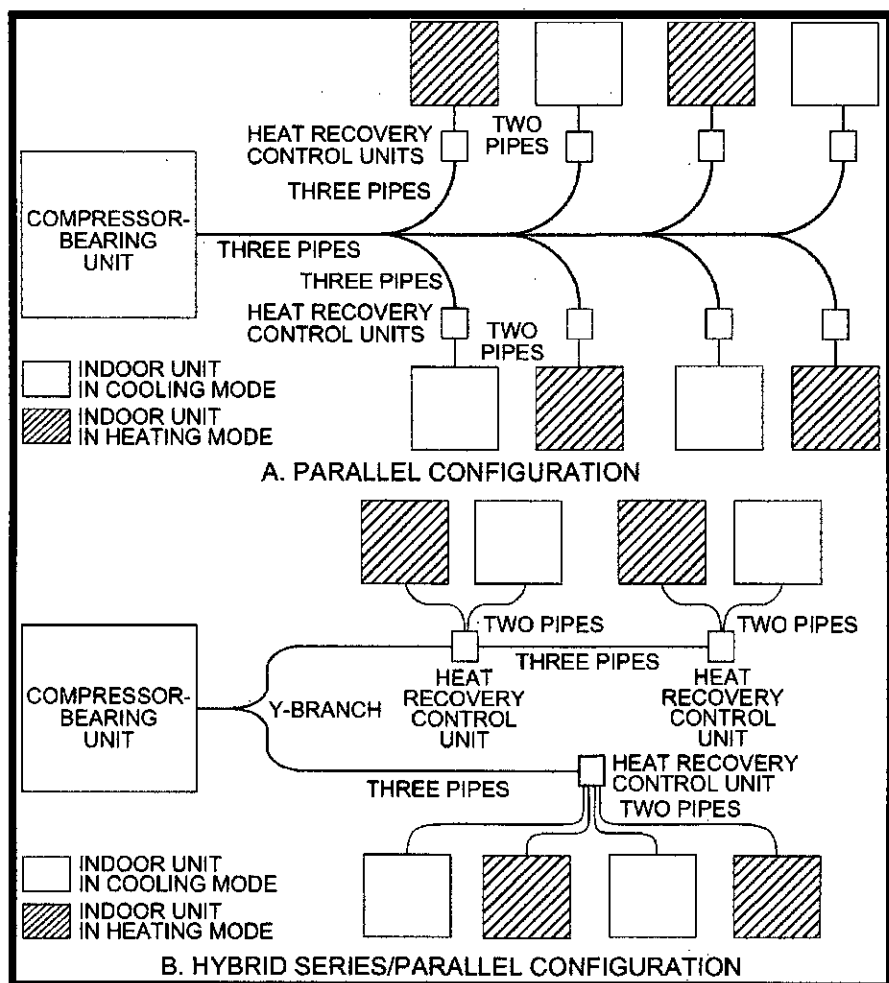 TWO
PIPES
HEAT RECOVERY
CONTROL UNITS
THREE PIPES
COMPRESSOR-
BEARING
UNIT
THREE PIPES
THREE PIPES
HEAT RECOVERY
CONTROL UNITS
TWO
PIPES
INDOOR UNIT
IN COOLING MODE
INDOOR UNIT
IN HEATING MODE
A. PARALLEL CONFIGURATION
TWO PIPES
TWO PIPES
THREE PIPES
COMPRESSOR-
BEARING
UNIT
Y-BRANCH
HEAT
RECOVERY
CONTROL
UNIT
HEAT
RECOVERY
CONTROL
UNIT
HEAT RECOVERY
CONTROL UNIT
THREE PIPES
TWO PIPES
INDOOR UNIT
IN COOLING MODE
INDOOR UNIT
IN HEATING MODE
B. HYBRID SERIES/PARALLEL CONFIGURATION